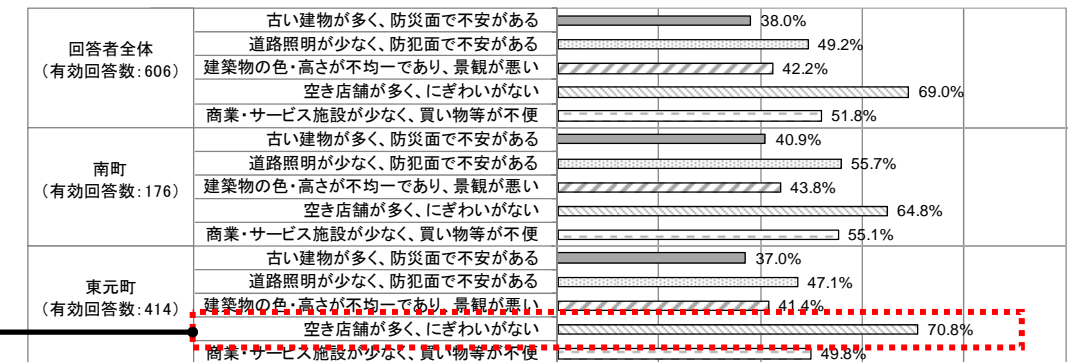 回答者全体
（有効回答数：606）
古い建物が多く、防災面で不安がある 38.0%
道路照明が少なく、防犯面で不安がある 49.2%
建築物の色・高さが不均一であり、景観が悪い 42.2%
空き店舗が多く、にぎわいがない 69.0%
商業・サービス施設が少なく、買い物等が不便 51.8%
南町
（有効回答数：176）
古い建物が多く、防災面で不安がある 40.9%
道路照明が少なく、防犯面で不安がある 55.7%
建築物の色・高さが不均一であり、景観が悪い 43.8%
空き店舗が多く、にぎわいがない 64.8%
商業・サービス施設が少なく、買い物等が不便 55.1%
東元町
（有効回答数：414）
古い建物が多く、防災面で不安がある 37.0%
道路照明が少なく、防犯面で不安がある 47.1%
建築物の色・高さが不均一であり、景観が悪い 41.4%
空き店舗が多く、にぎわいがない 70.8%
商業・サービス施設が少なく、買い物等が不便 49.8%